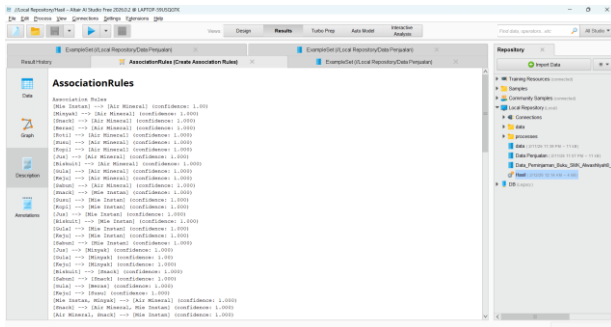 //Local Repository/Hasil – Altair AI Studio Free 2026.0.2 @ LAPTOP-19USQ0TK
File Edit Process View Connections Settings Extensions Help
Views: Design Results Turbo Prep Auto Model Interactive Analysis
Find data, operators...etc All Studio
ExampleSet (//Local Repository/Data Penjualan)
ExampleSet (//Local Repository/Data Penjualan)
Result History
AssociationRules (Create Association Rules)
ExampleSet (//Local Repository/Data Penjualan)
Data
Graph
Description
Annotations
AssociationRules
Association Rules
[Mie Instan] --> [Air Mineral] (confidence: 1.00)
[Minyak] --> [Air Mineral] (confidence: 1.000)
[Snack] --> [Air Mineral] (confidence: 1.000)
[Beras] --> [Air Mineral] (confidence: 1.000)
[Roti] --> [Air Mineral] (confidence: 1.000)
[Susu] --> [Air Mineral] (confidence: 1.000)
[Kopi] --> [Air Mineral] (confidence: 1.000)
[Jus] --> [Air Mineral] (confidence: 1.000)
[Biskuit] --> [Air Mineral] (confidence: 1.000)
[Gula] --> [Air Mineral] (confidence: 1.000)
[Keju] --> [Air Mineral] (confidence: 1.000)
[Sabun] --> [Air Mineral] (confidence: 1.000)
[Snack] --> [Mie Instan] (confidence: 1.000)
[Susu] --> [Mie Instan] (confidence: 1.000)
[Kopi] --> [Mie Instan] (confidence: 1.000)
[Jus] --> [Mie Instan] (confidence: 1.000)
[Biskuit] --> [Mie Instan] (confidence: 1.000)
[Gula] --> [Mie Instan] (confidence: 1.000)
[Keju] --> [Mie Instan] (confidence: 1.000)
[Sabun] --> [Mie Instan] (confidence: 1.000)
[Jus] --> [Minyak] (confidence: 1.000)
[Gula] --> [Minyak] (confidence: 1.000)
[Biskuit] --> [Snack] (confidence: 1.000)
[Sabun] --> [Snack] (confidence: 1.000)
[Gula] --> [Beras] (confidence: 1.000)
[Keju] --> [Susu] (confidence: 1.000)
[Mie Instan, Minyak] --> [Air Mineral] (confidence: 1.000)
[Snack] --> [Air Mineral, Mie Instan] (confidence: 1.000)
[Air Mineral, Snack] --> [Mie Instan] (confidence: 1.000)
Repository
Import Data
Training Resources (connected)
Samples
Community Samples (connected)
Local Repository (Local)
Connections
data
processes
data
Data Penjualan
Hasil
DB (Legacy)